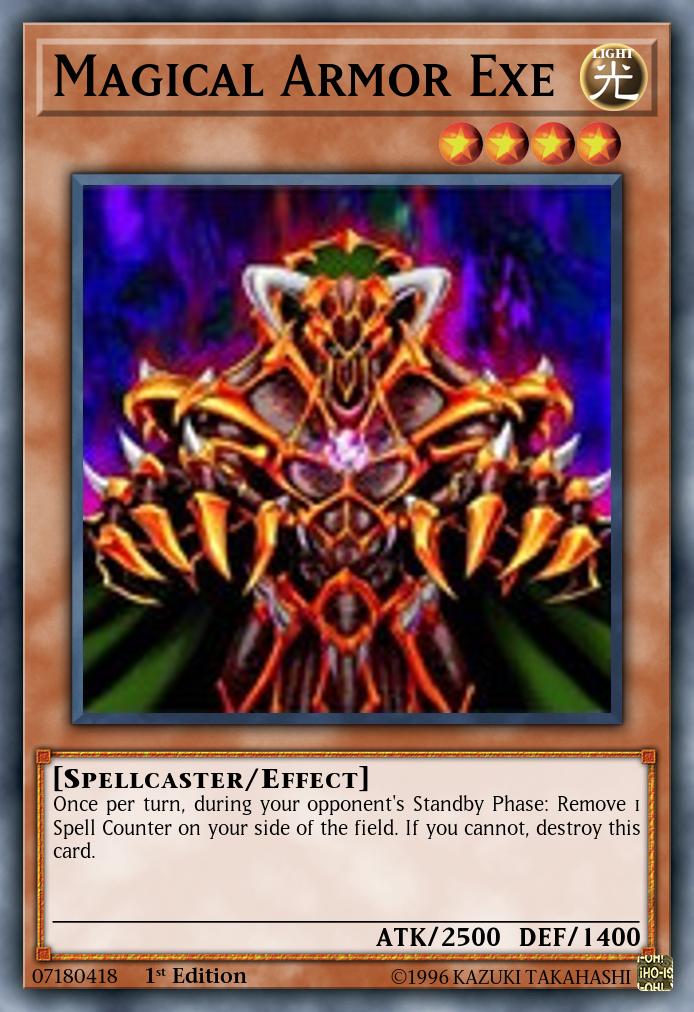 Magical Armor Exe
LIGHT
光
[Spellcaster/Effect]
Once per turn, during your opponent's Standby Phase: Remove 1
Spell Counter on your side of the field. If you cannot, destroy this
card.
ATK/2500 DEF/1400
07180418 1st Edition ©1996 KAZUKI TAKAHASHI